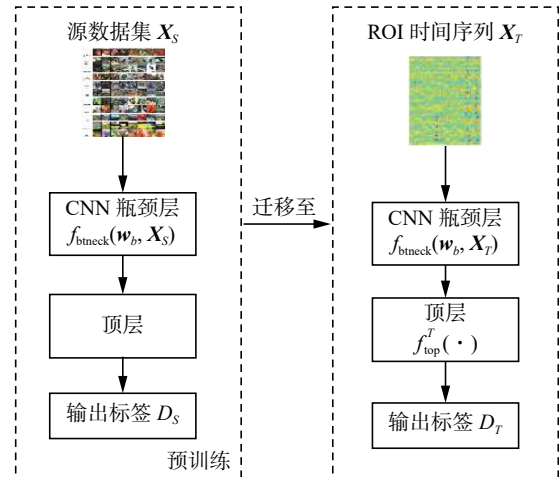 源数据集 X_S
CNN 瓶颈层
f_btneck(w_b, X_S)
顶层
输出标签 D_S
预训练
迁移至
ROI 时间序列 X_T
CNN 瓶颈层
f_btneck(w_b, X_T)
顶层
f_top^T(·)
输出标签 D_T